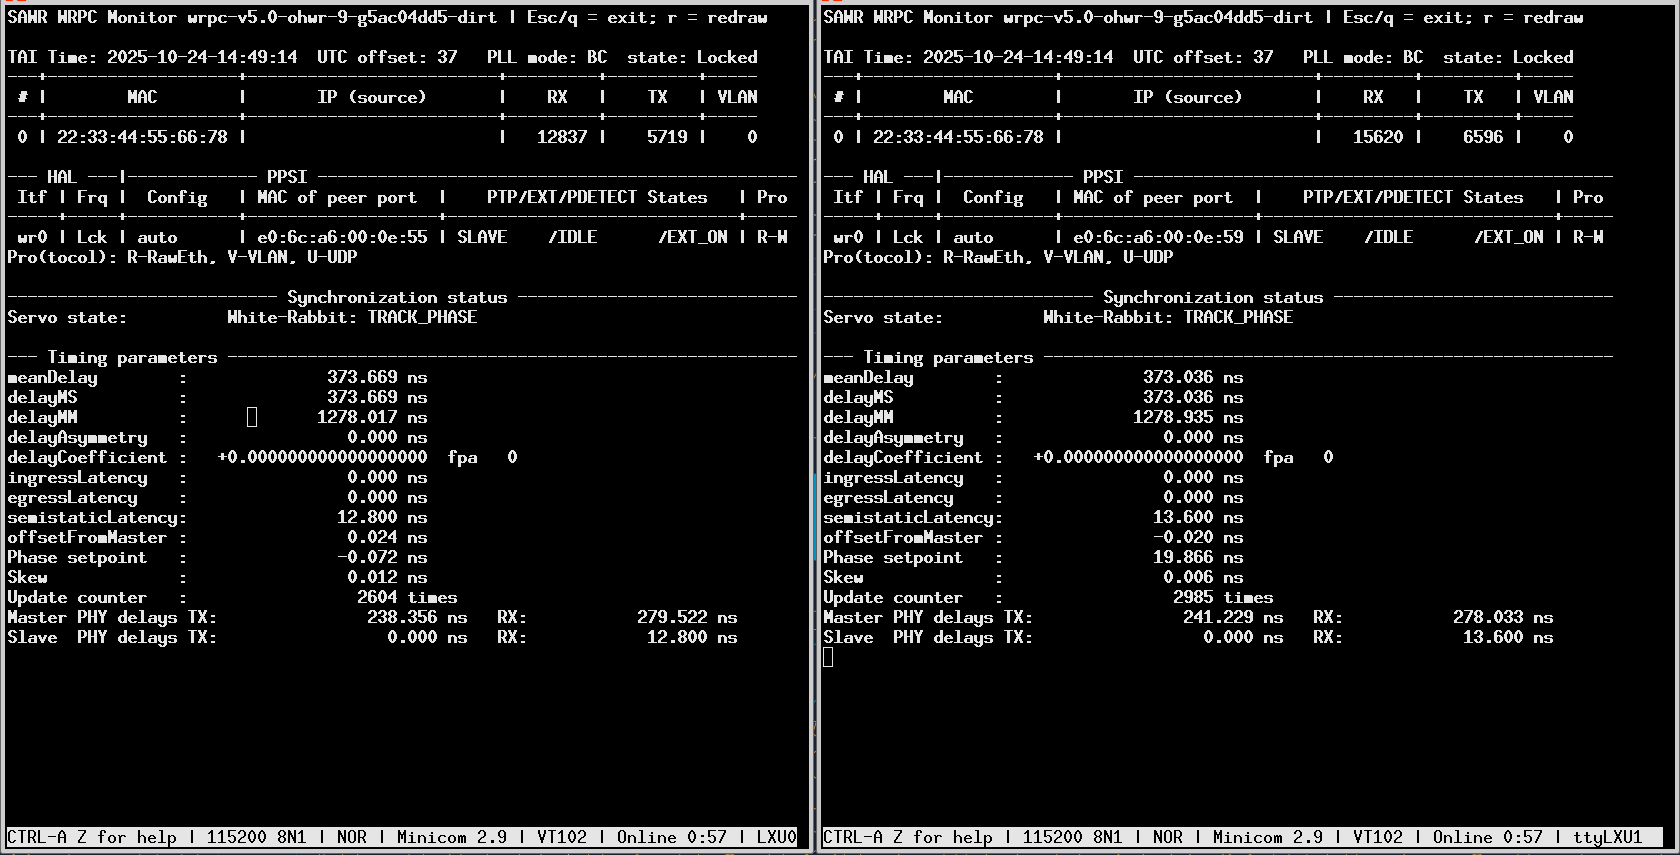 SAWR WRPC Monitor wrpc-v5.0-ohwr-9-g5ac04dd5-dirt | Esc/q = exit; r = redraw
TAI Time: 2025-10-24-14:49:14  UTC offset: 37   PLL mode: BC  state: Locked
# |        MAC        |       IP (source)       |    RX   |    TX   | VLAN
0 | 22:33:44:55:66:78 |                         |   12837 |    5719 |    0
--- HAL ---|------------- PPSI ------------------------------------------------
Itf | Frq |  Config   | MAC of peer port  |    PTP/EXT/PDETECT States   | Pro
wr0 | Lck | auto      | e0:6c:a6:00:0e:55 | SLAVE    /IDLE      /EXT_ON | R-W
Pro(tocol): R-RawEth, V-VLAN, U-UDP
--------------------------- Synchronization status ----------------------------
Servo state:          White-Rabbit: TRACK_PHASE
--- Timing parameters ---------------------------------------------------------
meanDelay        :              373.669 ns
delayMS          :              373.669 ns
delayMM          :             1278.017 ns
delayAsymmetry   :                0.000 ns
delayCoefficient :   +0.000000000000000000  fpa   0
ingressLatency   :                0.000 ns
egressLatency    :                0.000 ns
semistaticLatency:               12.800 ns
offsetFromMaster :                0.024 ns
Phase setpoint   :               -0.072 ns
Skew             :                0.012 ns
Update counter   :                 2604 times
Master PHY delays TX:               238.356 ns   RX:           279.522 ns
Slave  PHY delays TX:                 0.000 ns   RX:            12.800 ns
CTRL-A Z for help | 115200 8N1 | NOR | Minicom 2.9 | VT102 | Online 0:57 | LXU0
SAWR WRPC Monitor wrpc-v5.0-ohwr-9-g5ac04dd5-dirt | Esc/q = exit; r = redraw
TAI Time: 2025-10-24-14:49:14  UTC offset: 37   PLL mode: BC  state: Locked
# |        MAC        |       IP (source)       |    RX   |    TX   | VLAN
0 | 22:33:44:55:66:78 |                         |   15620 |    6596 |    0
--- HAL ---|------------- PPSI ------------------------------------------------
Itf | Frq |  Config   | MAC of peer port  |    PTP/EXT/PDETECT States   | Pro
wr0 | Lck | auto      | e0:6c:a6:00:0e:59 | SLAVE    /IDLE      /EXT_ON | R-W
Pro(tocol): R-RawEth, V-VLAN, U-UDP
--------------------------- Synchronization status ----------------------------
Servo state:          White-Rabbit: TRACK_PHASE
--- Timing parameters ---------------------------------------------------------
meanDelay        :              373.036 ns
delayMS          :              373.036 ns
delayMM          :             1278.935 ns
delayAsymmetry   :                0.000 ns
delayCoefficient :   +0.000000000000000000  fpa   0
ingressLatency   :                0.000 ns
egressLatency    :                0.000 ns
semistaticLatency:               13.600 ns
offsetFromMaster :               -0.020 ns
Phase setpoint   :               19.866 ns
Skew             :                0.006 ns
Update counter   :                 2985 times
Master PHY delays TX:               241.229 ns   RX:           278.033 ns
Slave  PHY delays TX:                 0.000 ns   RX:            13.600 ns
CTRL-A Z for help | 115200 8N1 | NOR | Minicom 2.9 | VT102 | Online 0:57 | ttyLXU1